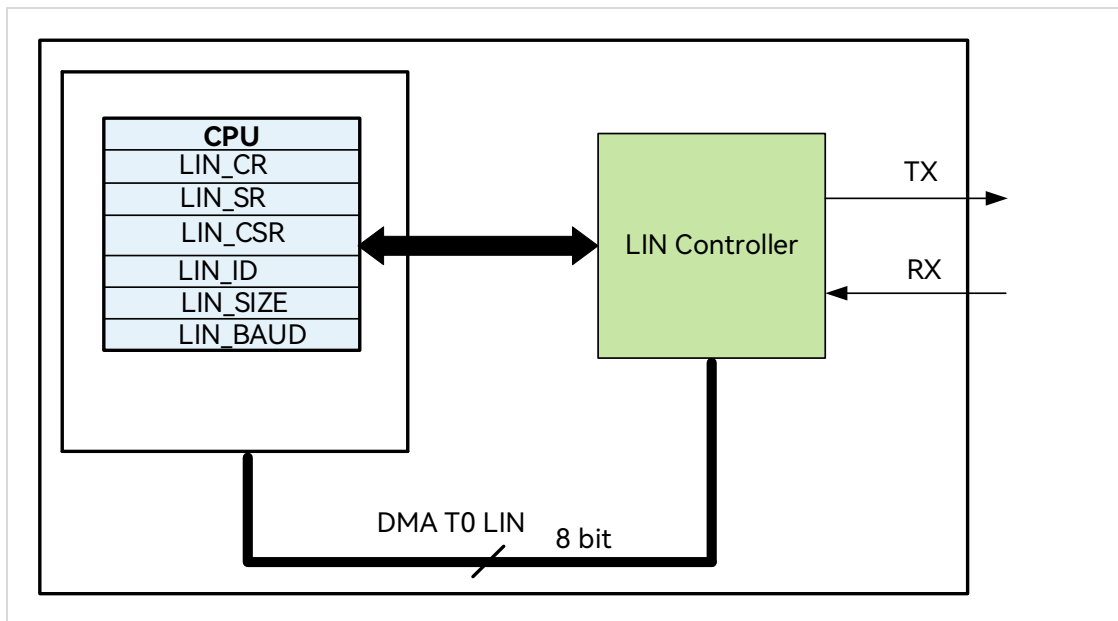 CPU
LIN_CR
LIN_SR
LIN_CSR
LIN_ID
LIN_SIZE
LIN_BAUD
LIN Controller
TX
RX
DMA T0 LIN
8 bit